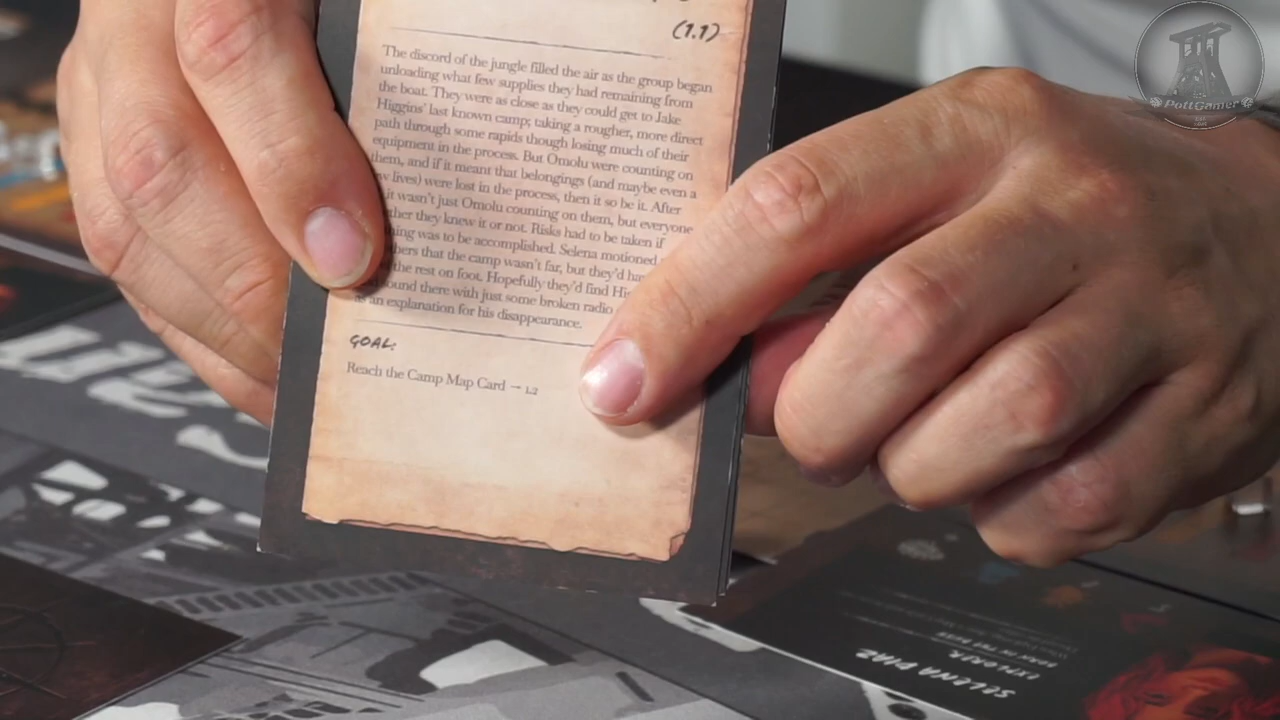 (1.1)
The discord of the jungle filled the air as the group began
unloading what few supplies they had remaining from
the boat. They were as close as they could get to Jake
Higgins' last known camp; taking a rougher, more direct
path through some rapids though losing much of their
equipment in the process. But Omolu were counting on
them, and if it meant that belongings (and maybe even a
lives) were lost in the process, then it so be it. After
it wasn't just Omolu counting on them, but everyone
they knew it or not. Risks had to be taken if
was to be accomplished. Selena motioned
that the camp wasn't far, but they'd
the rest on foot. Hopefully they'd find
sound there with just some broken radio
as an explanation for his disappearance.
GOAL:
Reach the Camp Map Card → 1.2
PottGamer
SELENA DIAZ
EXPLORER